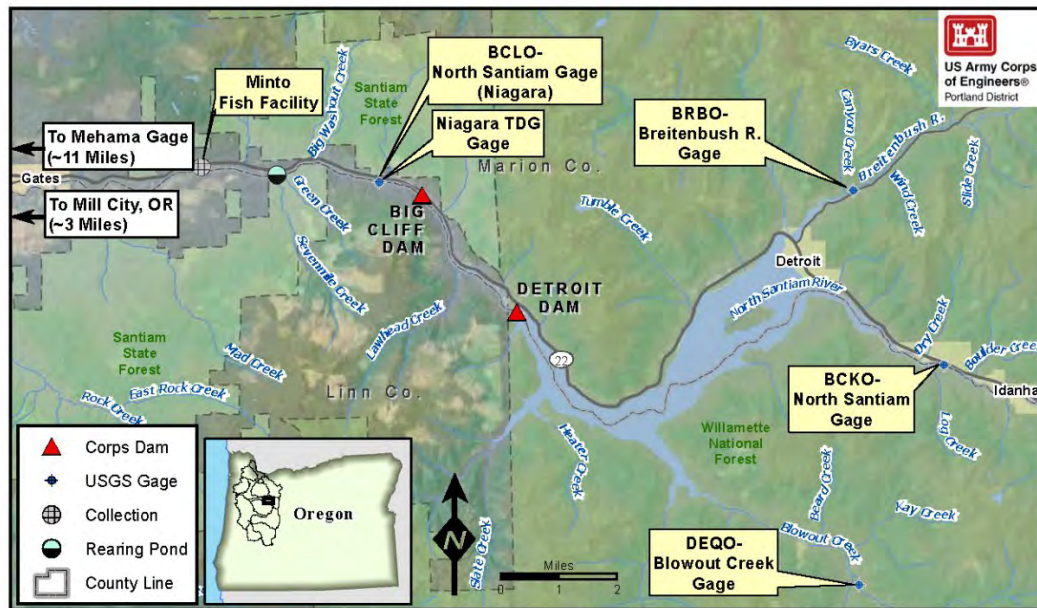 US Army Corps
of Engineers®
Portland District
Byars Creek
BCLO-
North Santiam Gage
(Niagara)
Minto
Fish Facility
Santiam
State
Forest
Big Washout Creek
Niagara TDG
Gage
Marion Co.
BRBO-
Breitenbush R.
Gage
Canyon Creek
Breitenbush R.
Wind Creek
Slide Creek
To Mehama Gage
(~11 Miles)
Gates
To Mill City, OR
(~3 Miles)
Green Creek
Sevenmile Creek
BIG
CLIFF
DAM
Tumble Creek
Detroit
North Santiam River
DETROIT
DAM
Lawhead Creek
22
Dry Creek
Boulder Creek
Idanha
BCKO-
North Santiam
Gage
Log Creek
Santiam
State
Forest
Mad Creek
East Rock Creek
Rock Creek
Linn Co.
Heater Creek
Willamette
National
Forest
Beard Creek
Kay Creek
Blowout Creek
DEQO-
Blowout Creek
Gage
Slate Creek
N
Miles
0 1 2
Corps Dam
USGS Gage
Collection
Rearing Pond
County Line
Oregon